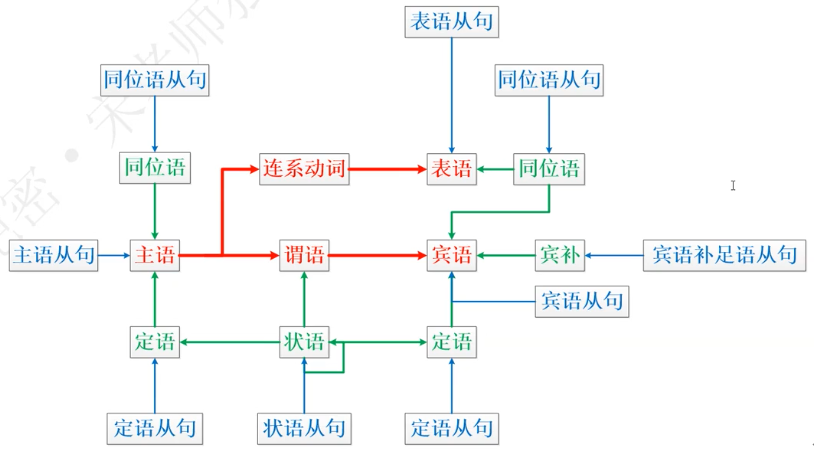 表语从句
同位语从句
同位语从句
同位语
连系动词
表语
同位语
主语从句
主语
谓语
宾语
宾补
宾语补足语从句
宾语从句
定语
状语
定语
定语从句
状语从句
定语从句